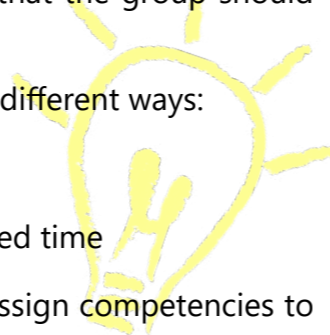 that the group should
different ways:
ed time
ssign competencies to